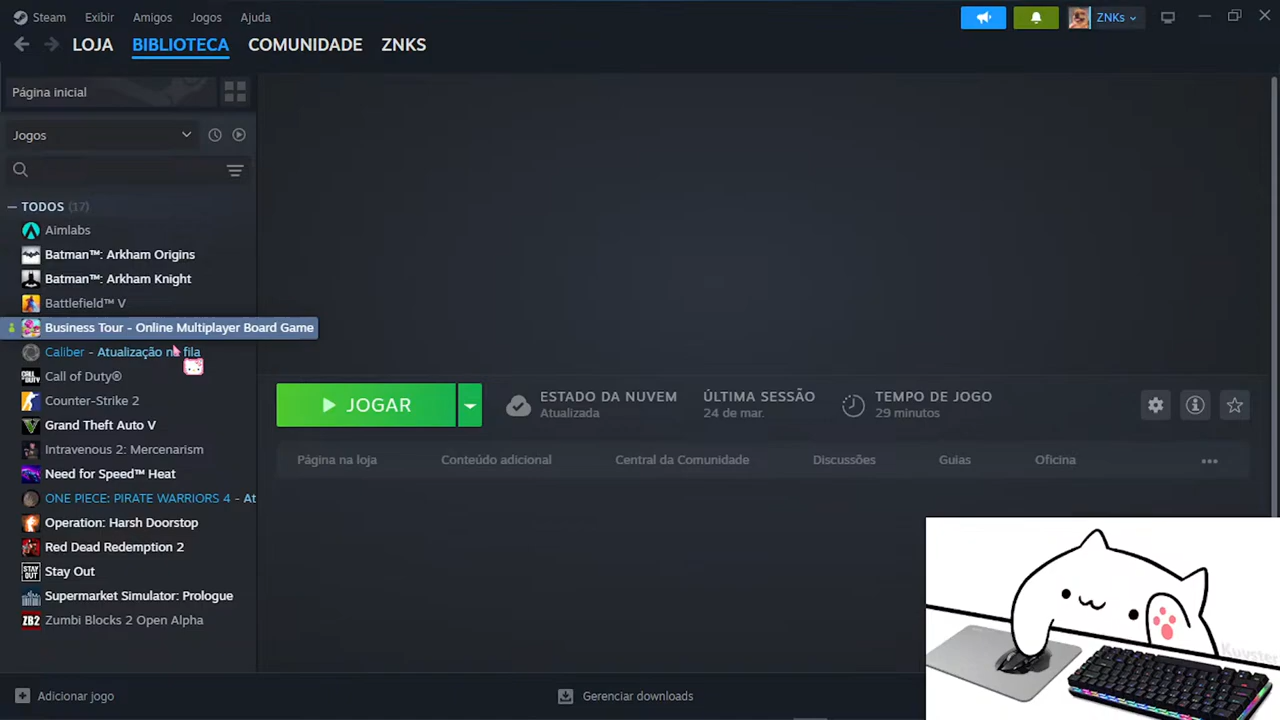 Steam Exibir Amigos Jogos Ajuda ZNKs
LOJA BIBLIOTECA COMUNIDADE ZNKS
Página inicial
Jogos
TODOS (17)
Aimlabs
Batman™: Arkham Origins
Batman™: Arkham Knight
Battlefield™ V
Business Tour - Online Multiplayer Board Game
Caliber - Atualização na fila
Call of Duty®
Counter-Strike 2
Grand Theft Auto V
Intravenous 2: Mercenarism
Need for Speed™ Heat
ONE PIECE: PIRATE WARRIORS 4 - At
Operation: Harsh Doorstop
Red Dead Redemption 2
STAY OUT Stay Out
Supermarket Simulator: Prologue
ZB2 Zumbi Blocks 2 Open Alpha
JOGAR
ESTADO DA NUVEM
Atualizada
ÚLTIMA SESSÃO
24 de mar.
TEMPO DE JOGO
29 minutos
Página na loja Conteúdo adicional Central da Comunidade Discussões Guias Oficina
Kuyster
Adicionar jogo
Gerenciar downloads